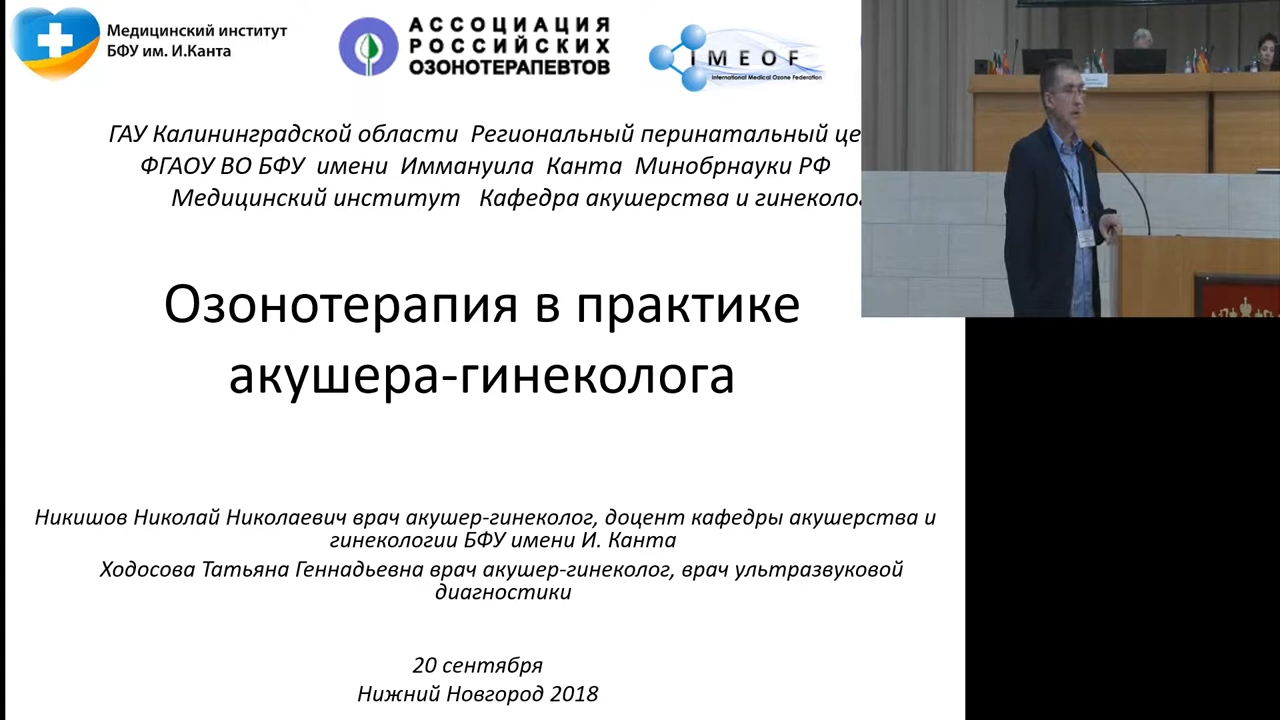 Медицинский институт
БФУ им. И.Канта
АССОЦИАЦИЯ
РОССИЙСКИХ
ОЗОНОТЕРАПЕВТОВ
IMEOF
International Medical Ozone Federation
ГАУ Калининградской области Региональный перинатальный це
ФГАОУ ВО БФУ имени Иммануила Канта Минобрнауки РФ
Медицинский институт Кафедра акушерства и гинеколог
Озонотерапия в практике
акушера-гинеколога
Никишов Николай Николаевич врач акушер-гинеколог, доцент кафедры акушерства и
гинекологии БФУ имени И. Канта
Ходосова Татьяна Геннадьевна врач акушер-гинеколог, врач ультразвуковой
диагностики
20 сентября
Нижний Новгород 2018